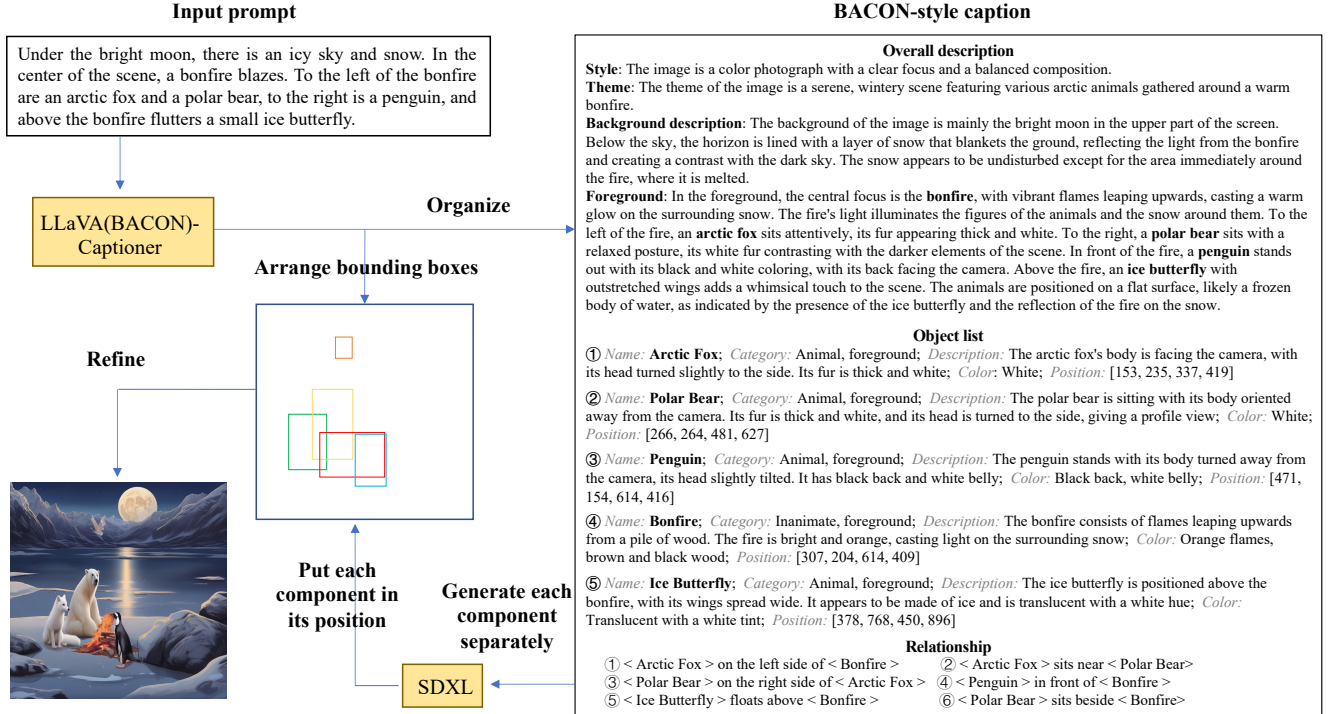 Input prompt
Under the bright moon, there is an icy sky and snow. In the
center of the scene, a bonfire blazes. To the left of the bonfire
are an arctic fox and a polar bear, to the right is a penguin, and
above the bonfire flutters a small ice butterfly.
LLaVA(BACON)-
Captioner
Organize
Arrange bounding boxes
Refine
Put each
component in
its position
Generate each
component
separately
SDXL
BACON-style caption
Overall description
Style: The image is a color photograph with a clear focus and a balanced composition.
Theme: The theme of the image is a serene, wintery scene featuring various arctic animals gathered around a warm
bonfire.
Background description: The background of the image is mainly the bright moon in the upper part of the screen.
Below the sky, the horizon is lined with a layer of snow that blankets the ground, reflecting the light from the bonfire
and creating a contrast with the dark sky. The snow appears to be undisturbed except for the area immediately around
the fire, where it is melted.
Foreground: In the foreground, the central focus is the bonfire, with vibrant flames leaping upwards, casting a warm
glow on the surrounding snow. The fire's light illuminates the figures of the animals and the snow around them. To the
left of the fire, an arctic fox sits attentively, its fur appearing thick and white. To the right, a polar bear sits with a
relaxed posture, its white fur contrasting with the darker elements of the scene. In front of the fire, a penguin stands
out with its black and white coloring, with its back facing the camera. Above the fire, an ice butterfly with
outstretched wings adds a whimsical touch to the scene. The animals are positioned on a flat surface, likely a frozen
body of water, as indicated by the presence of the ice butterfly and the reflection of the fire on the snow.
Object list
① Name: Arctic Fox; Category: Animal, foreground; Description: The arctic fox's body is facing the camera, with
its head turned slightly to the side. Its fur is thick and white; Color: White; Position: [153, 235, 337, 419]
② Name: Polar Bear; Category: Animal, foreground; Description: The polar bear is sitting with its body oriented
away from the camera. Its fur is thick and white, and its head is turned to the side, giving a profile view; Color: White;
Position: [266, 264, 481, 627]
③ Name: Penguin; Category: Animal, foreground; Description: The penguin stands with its body turned away from
the camera, its head slightly tilted. It has black back and white belly; Color: Black back, white belly; Position: [471,
154, 614, 416]
④ Name: Bonfire; Category: Inanimate, foreground; Description: The bonfire consists of flames leaping upwards
from a pile of wood. The fire is bright and orange, casting light on the surrounding snow; Color: Orange flames,
brown and black wood; Position: [307, 204, 614, 409]
⑤ Name: Ice Butterfly; Category: Animal, foreground; Description: The ice butterfly is positioned above the
bonfire, with its wings spread wide. It appears to be made of ice and is translucent with a white hue; Color:
Translucent with a white tint; Position: [378, 768, 450, 896]
Relationship
① < Arctic Fox > on the left side of < Bonfire > ② < Arctic Fox > sits near < Polar Bear>
③ < Polar Bear > on the right side of < Arctic Fox > ④ < Penguin > in front of < Bonfire >
⑤ < Ice Butterfly > floats above < Bonfire > ⑥ < Polar Bear > sits beside < Bonfire>